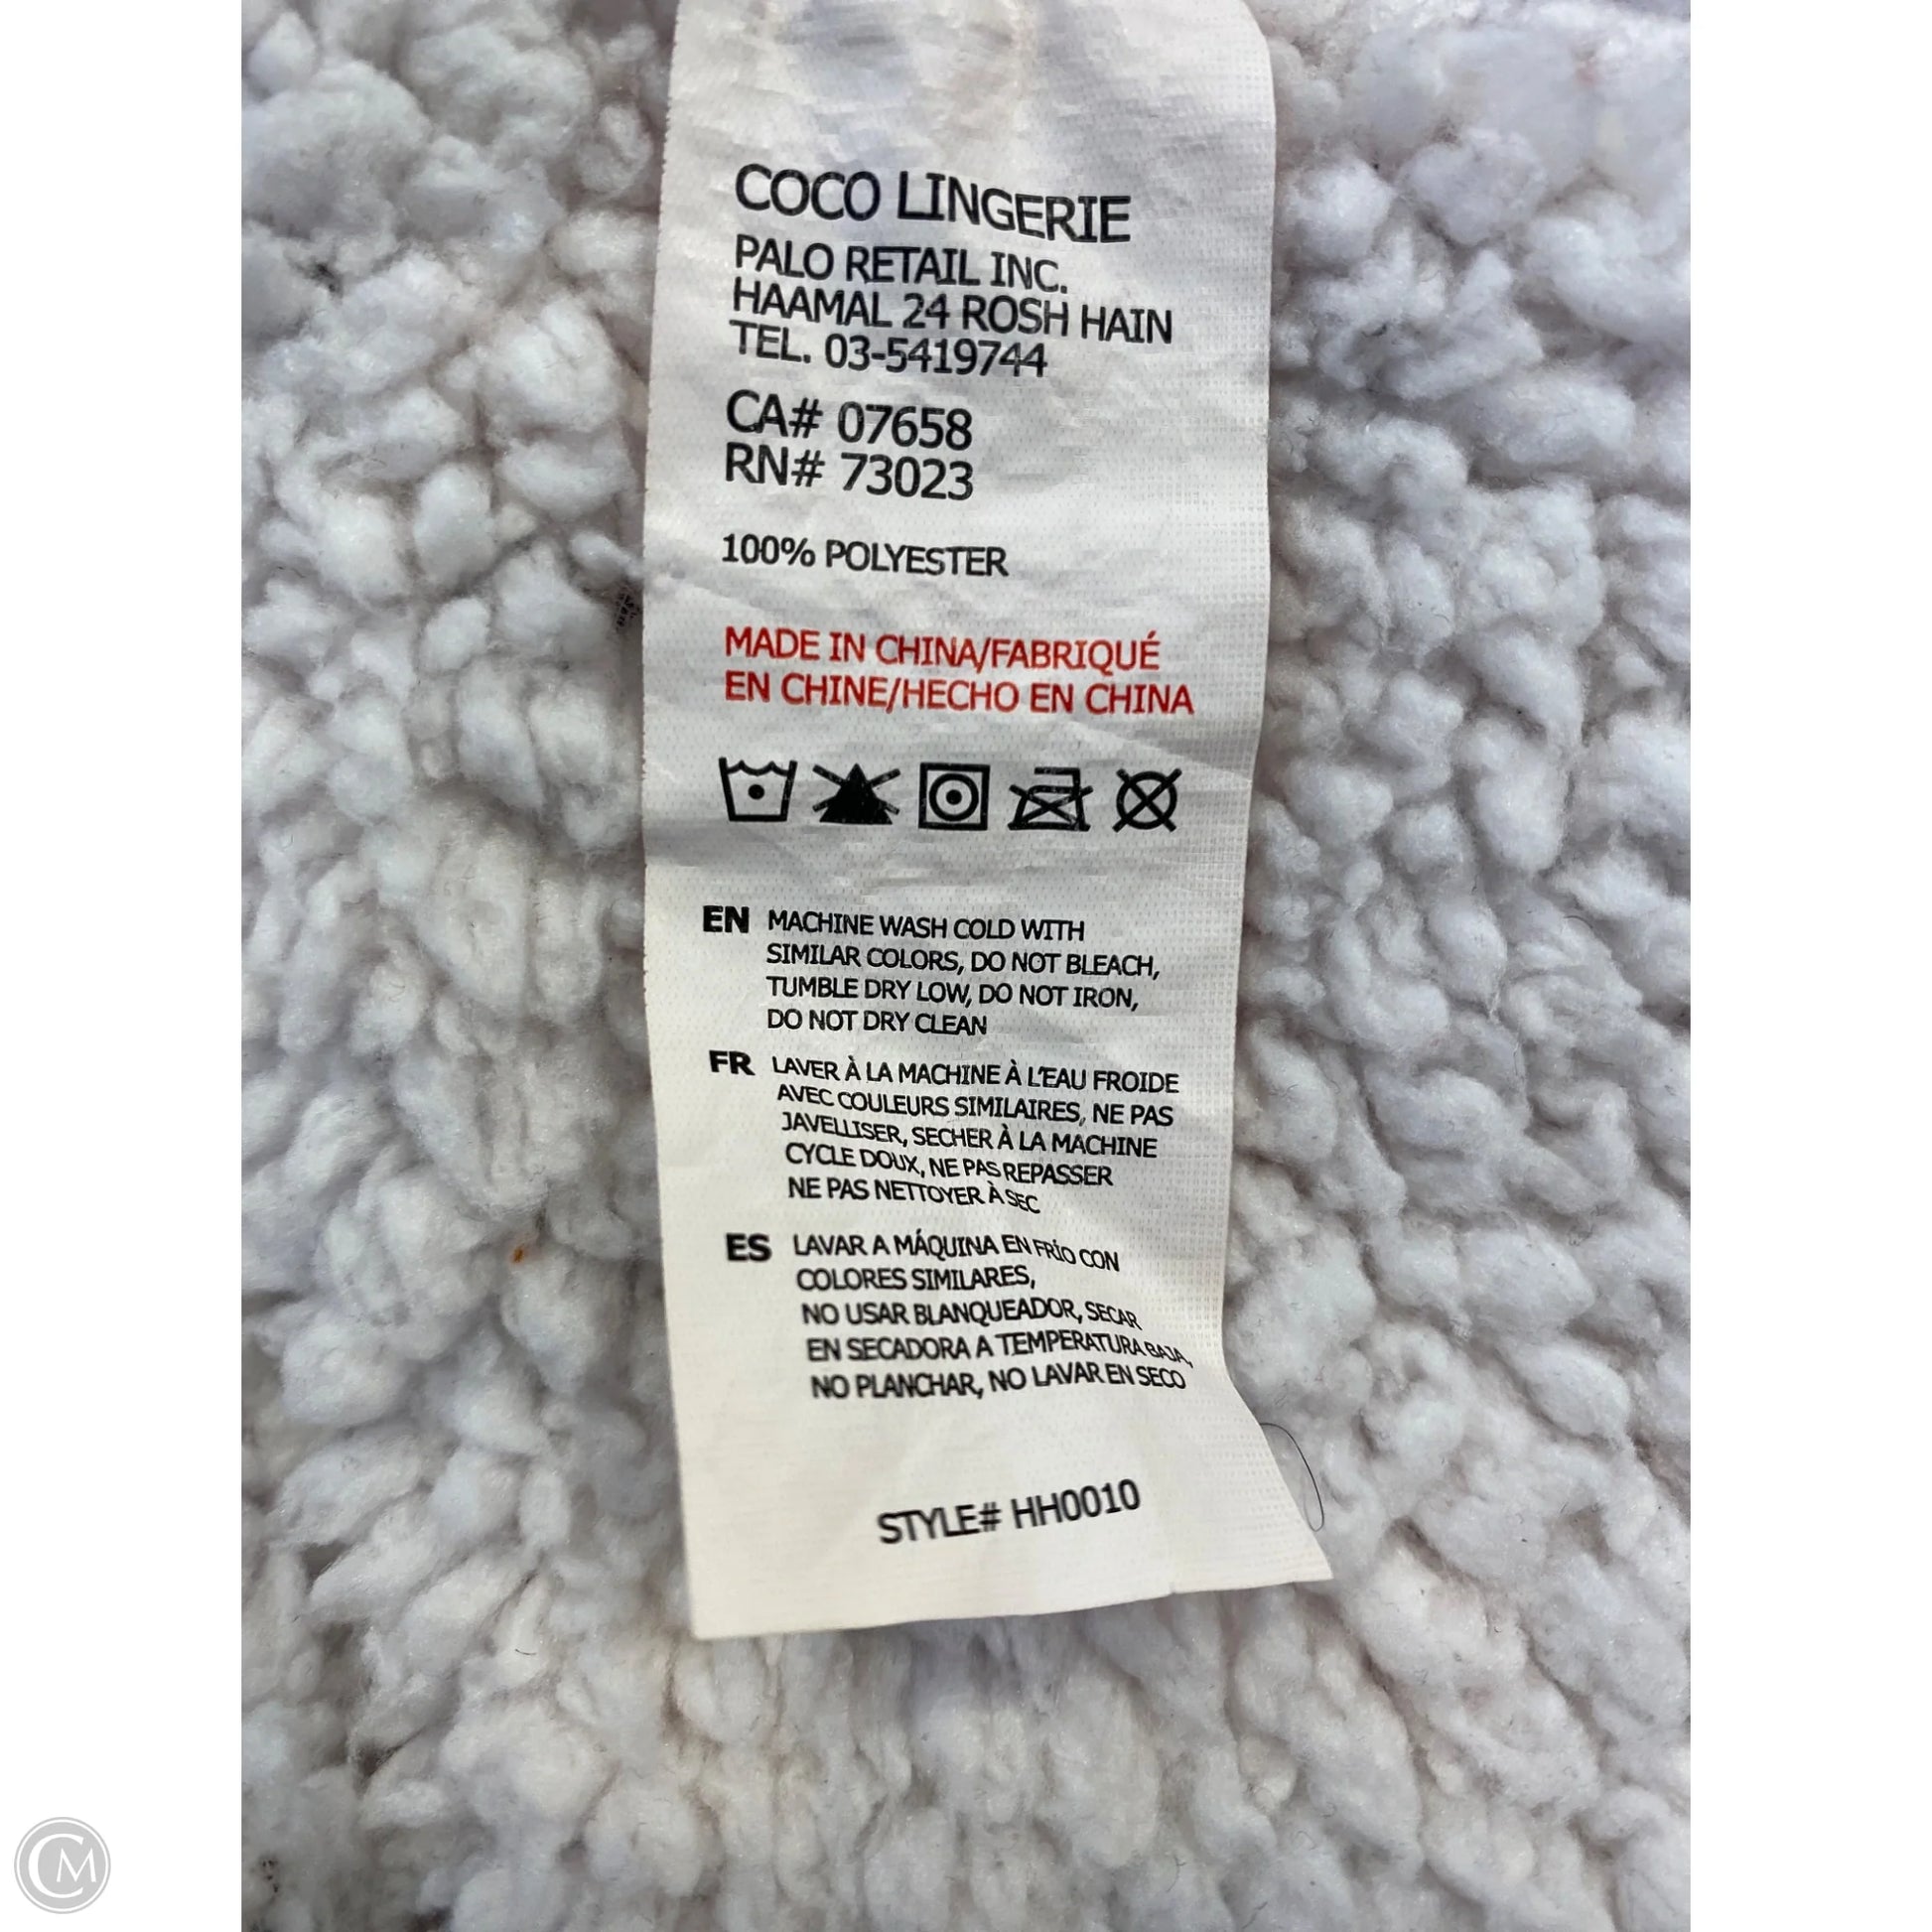 COCO LINGERIE
PALO RETAIL INC.
HAAMAL 24 ROSH HAIN
TEL. 03-5419744
CA# 07658
RN# 73023
100% POLYESTER
MADE IN CHINA/FABRIQUÉ
EN CHINE/HECHO EN CHINA
EN MACHINE WASH COLD WITH
SIMILAR COLORS, DO NOT BLEACH,
TUMBLE DRY LOW, DO NOT IRON,
DO NOT DRY CLEAN
FR LAVER À LA MACHINE À L'EAU FROIDE
AVEC COULEURS SIMILAIRES, NE PAS
JAVELLISER, SECHER À LA MACHINE
CYCLE DOUX, NE PAS REPASSER
NE PAS NETTOYER À SEC
ES LAVAR A MÁQUINA EN FRÍO CON
COLORES SIMILARES,
NO USAR BLANQUEADOR, SECAR
EN SECADORA A TEMPERATURA BAJA,
NO PLANCHAR, NO LAVAR EN SECO
STYLE# HH0010
CM